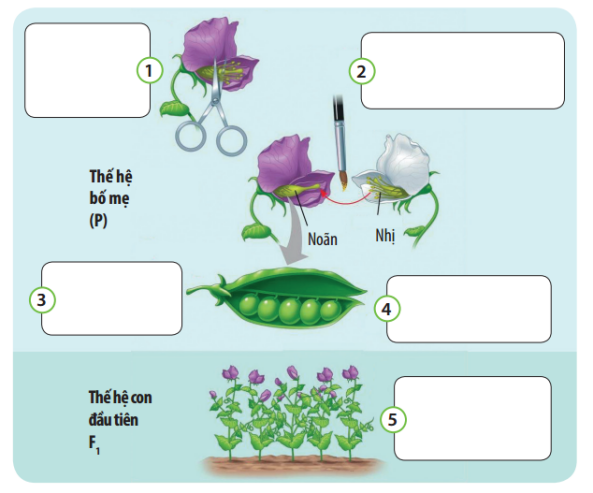 1
2
Thế hệ
bố mẹ
(P)
Noãn
Nhị
3
4
Thế hệ con
đầu tiên
F₁
5